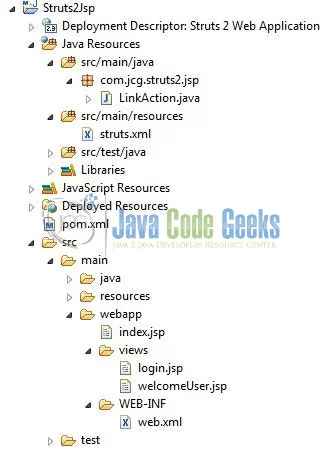 Struts2Jsp
Deployment Descriptor: Struts 2 Web Application
Java Resources
src/main/java
com.jcg.struts2.jsp
LinkAction.java
src/main/resources
struts.xml
src/test/java
Libraries
JavaScript Resources
Deployed Resources
pom.xml
Java Code Geeks
JAVA 2 JAVA DEVELOPERS RESOURCE CENTER
src
main
java
resources
webapp
index.jsp
views
login.jsp
welcomeUser.jsp
WEB-INF
web.xml
test